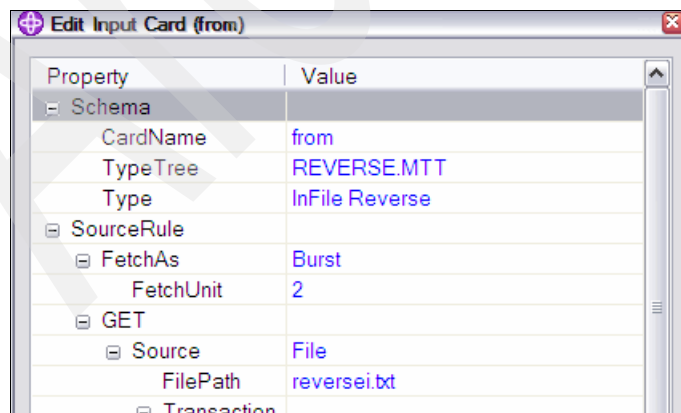 Edit Input Card (from)
Property Value
Schema
CardName from
TypeTree REVERSE.MTT
Type InFile Reverse
SourceRule
FetchAs Burst
FetchUnit 2
GET
Source File
FilePath reversei.txt
Transaction